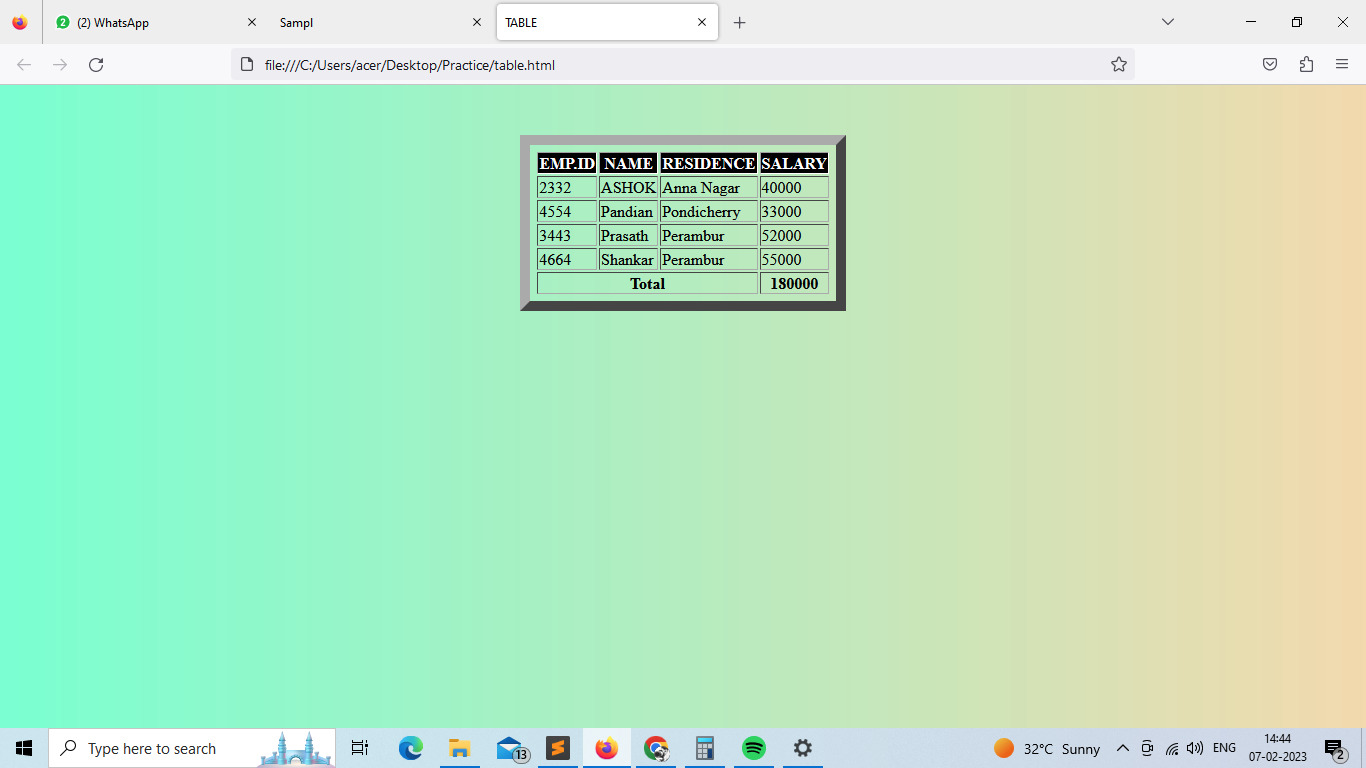 (2) WhatsApp
Sampl
TABLE
file:///C:/Users/acer/Desktop/Practice/table.html
EMP.ID NAME RESIDENCE SALARY
2332 ASHOK Anna Nagar 40000
4554 Pandian Pondicherry 33000
3443 Prasath Perambur 52000
4664 Shankar Perambur 55000
Total 180000
Type here to search
13
32°C Sunny
ENG
14:44
07-02-2023
2